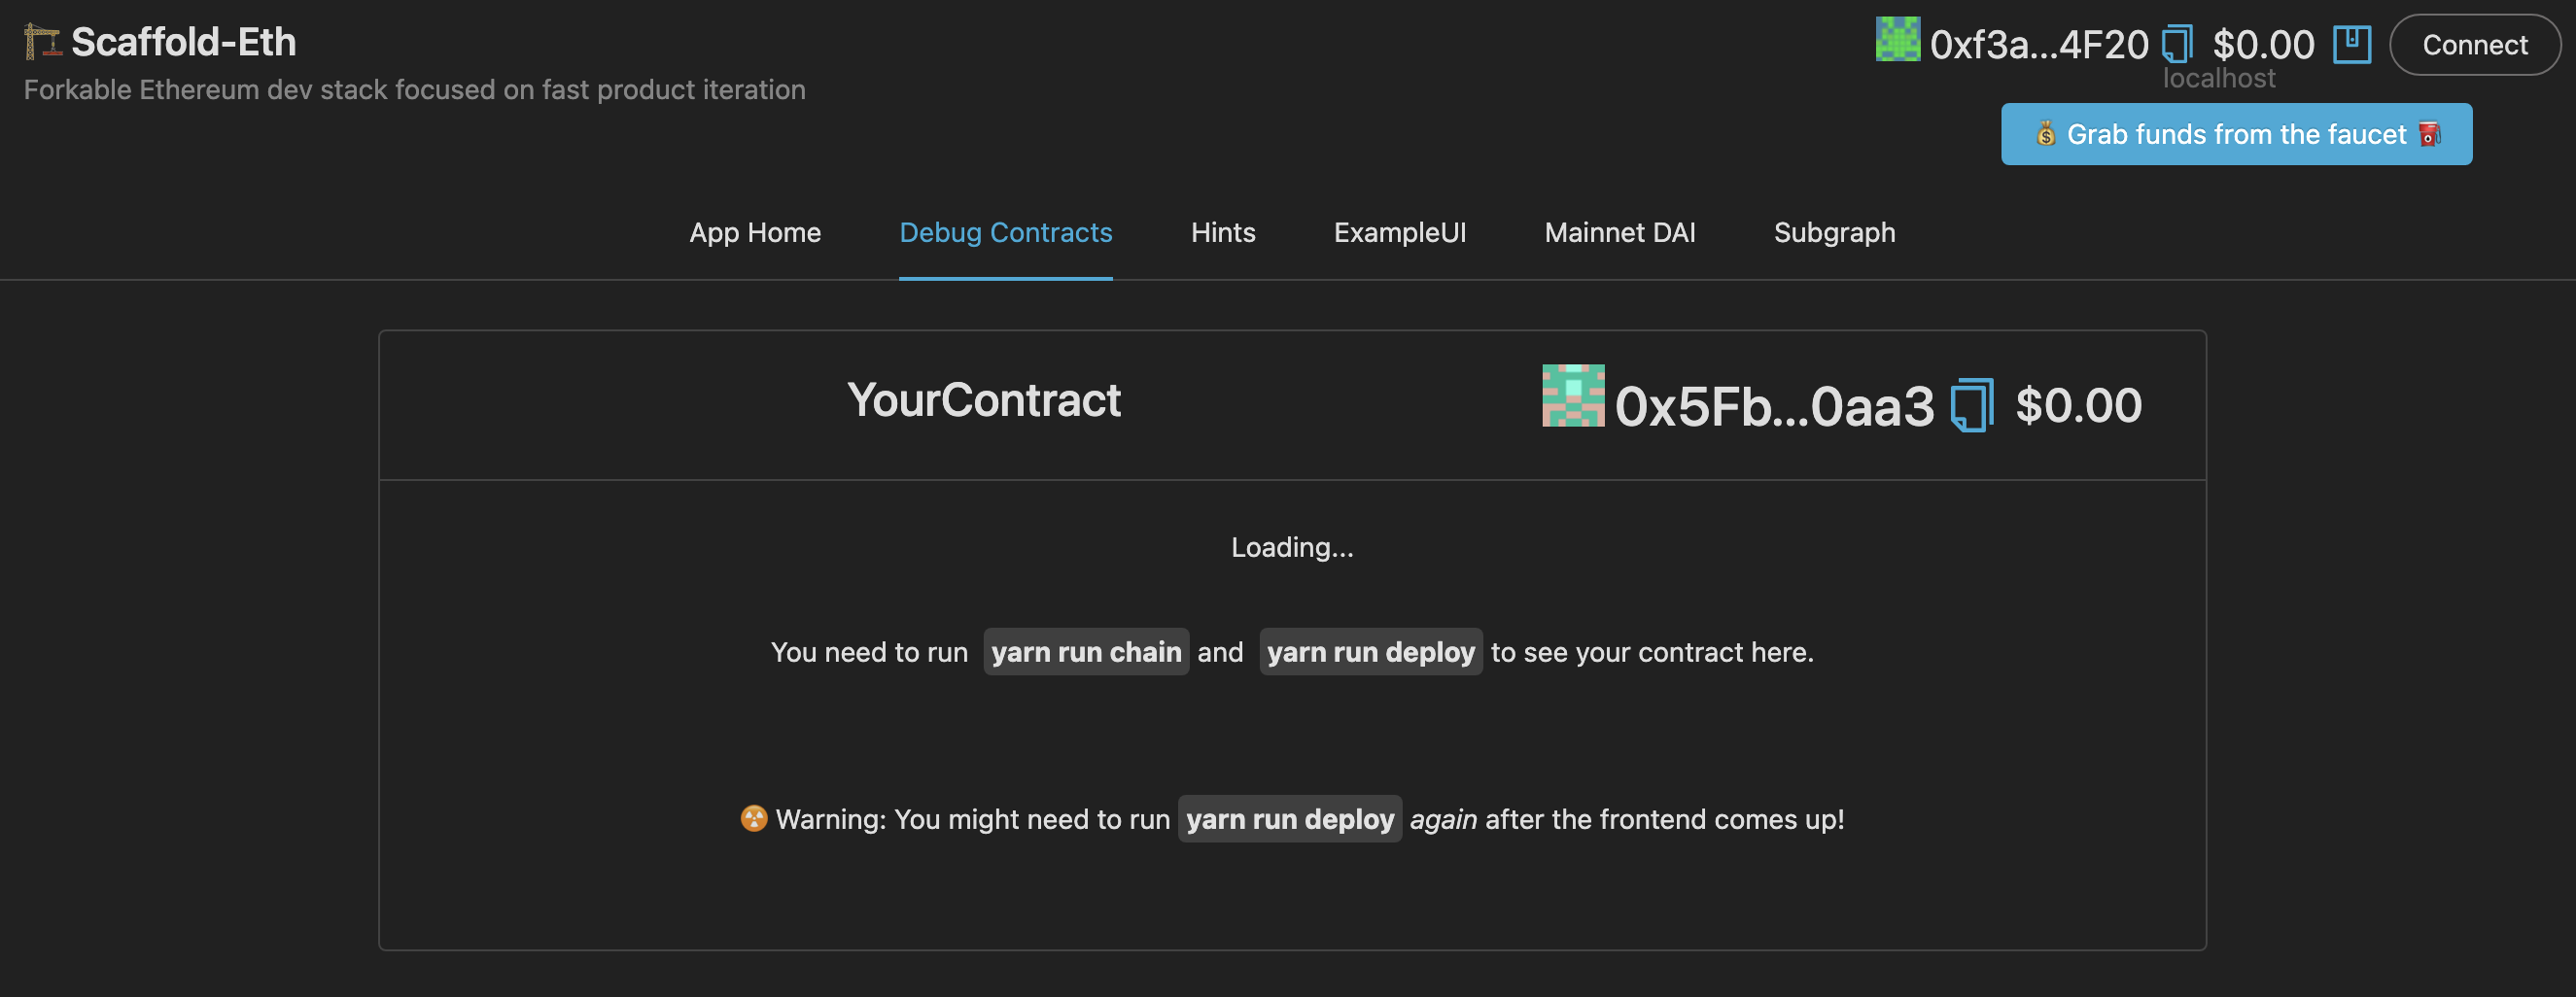 Scaffold-Eth
Forkable Ethereum dev stack focused on fast product iteration
0xf3a...4F20 $0.00 Connect
localhost
Grab funds from the faucet
App Home Debug Contracts Hints ExampleUI Mainnet DAI Subgraph
YourContract 0x5Fb...0aa3 $0.00
Loading...
You need to run yarn run chain and yarn run deploy to see your contract here.
Warning: You might need to run yarn run deploy again after the frontend comes up!